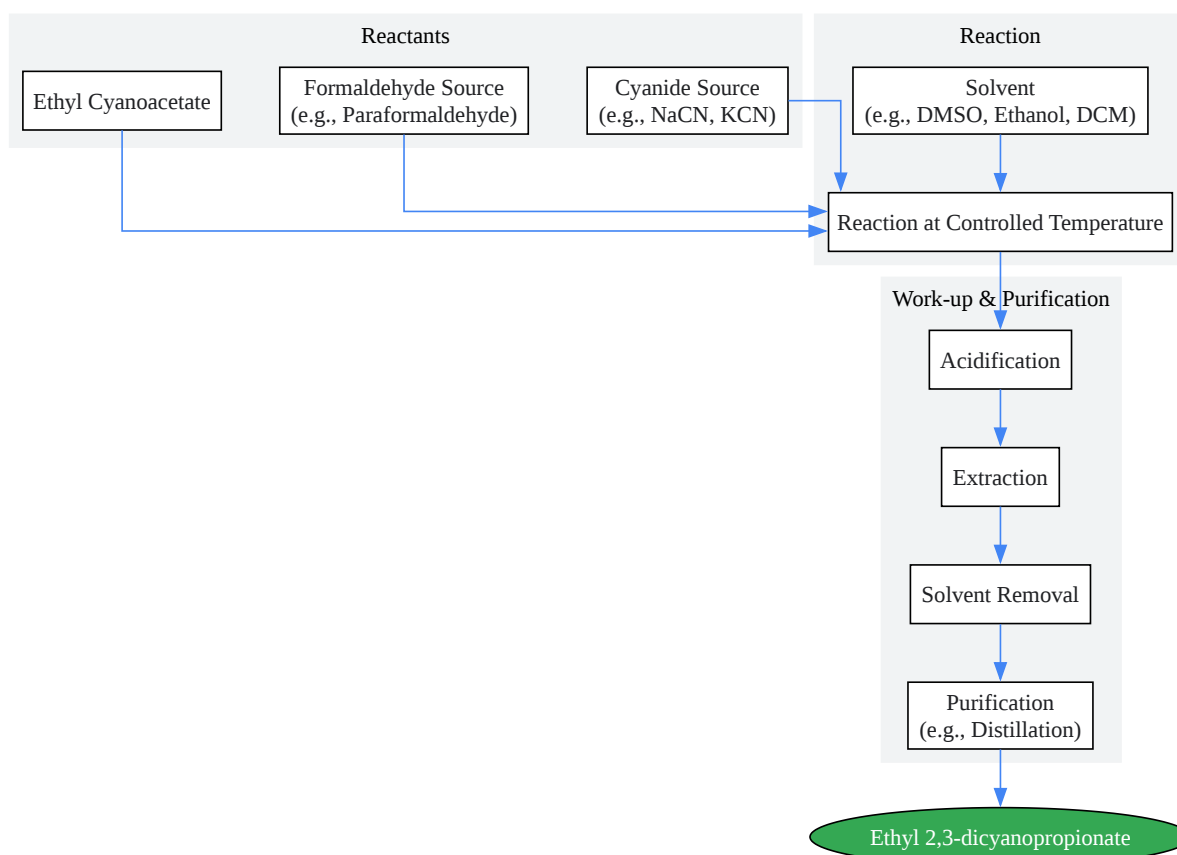 Reactants
Reaction
Ethyl Cyanoacetate
Formaldehyde Source
(e.g., Paraformaldehyde)
Cyanide Source
(e.g., NaCN, KCN)
Solvent
(e.g., DMSO, Ethanol, DCM)
Reaction at Controlled Temperature
Work-up & Purification
Acidification
Extraction
Solvent Removal
Purification
(e.g., Distillation)
Ethyl 2,3-dicyanopropionate